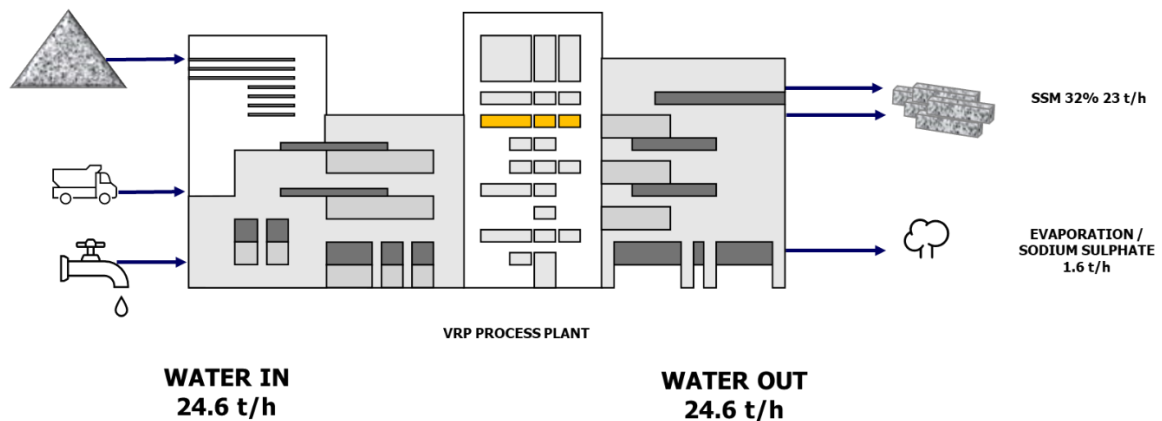 SSM 32% 23 t/h
EVAPORATION /
SODIUM SULPHATE
1.6 t/h
VRP PROCESS PLANT
WATER IN
24.6 t/h
WATER OUT
24.6 t/h